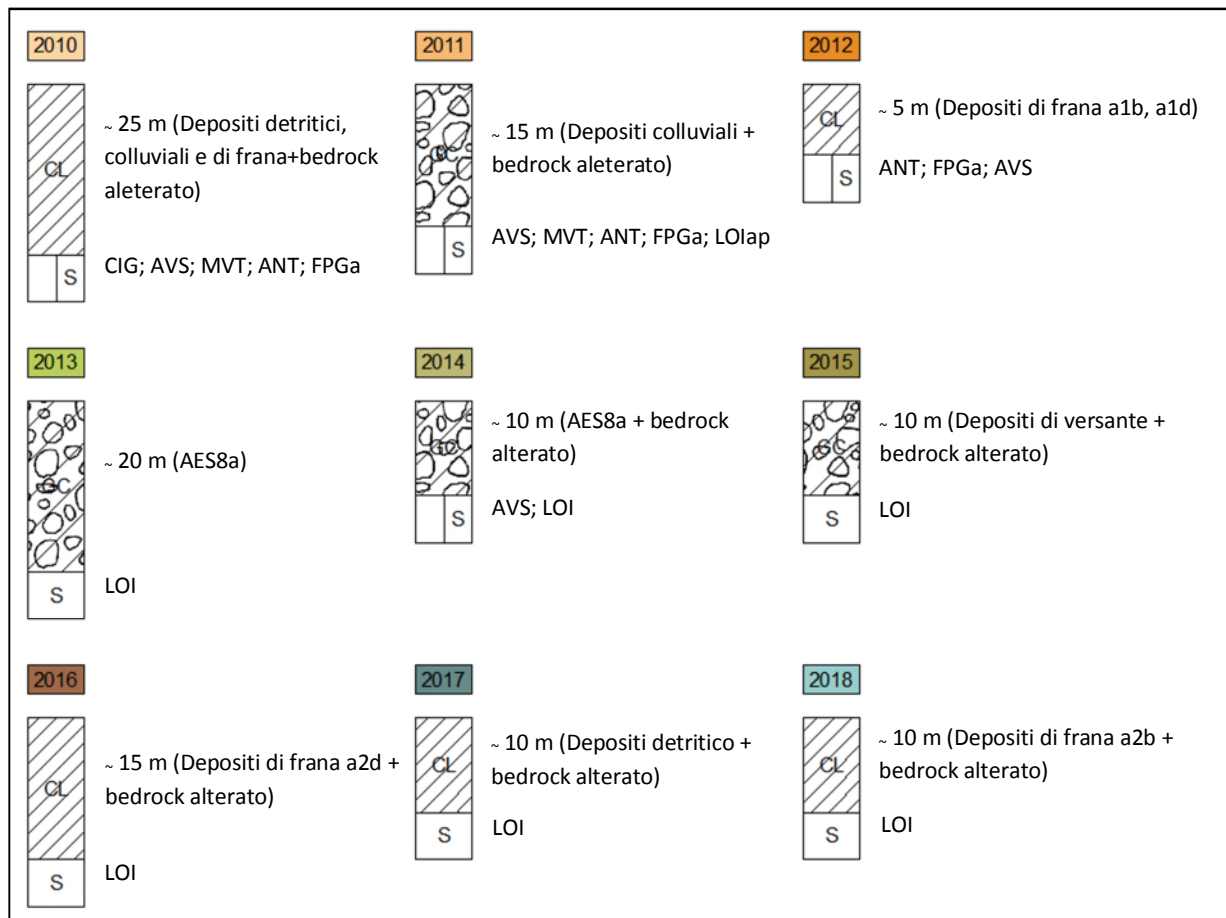 2010
CL
S
~ 25 m (Depositi detritici,
colluviali e di frana+bedrock
aleterato)
CIG; AVS; MVT; ANT; FPGa
2011
GC
S
~ 15 m (Depositi colluviali +
bedrock aleterato)
AVS; MVT; ANT; FPGa; LOIap
2012
CL
S
~ 5 m (Depositi di frana a1b, a1d)
ANT; FPGa; AVS
2013
GC
S
~ 20 m (AES8a)
LOI
2014
GC
S
~ 10 m (AES8a + bedrock
alterato)
AVS; LOI
2015
GC
S
~ 10 m (Depositi di versante +
bedrock alterato)
LOI
2016
CL
S
~ 15 m (Depositi di frana a2d +
bedrock alterato)
LOI
2017
CL
S
~ 10 m (Depositi detritico +
bedrock alterato)
LOI
2018
CL
S
~ 10 m (Depositi di frana a2b +
bedrock alterato)
LOI